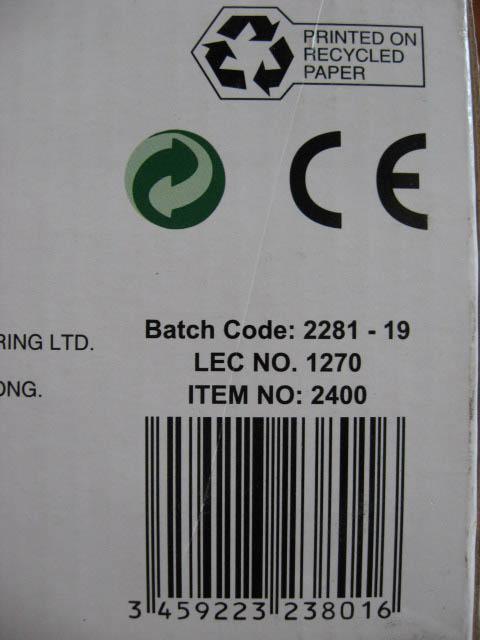 PRINTED ON
RECYCLED
PAPER
CE
RING LTD.
ONG.
Batch Code: 2281 - 19
LEC NO. 1270
ITEM NO: 2400
3 459223 238016